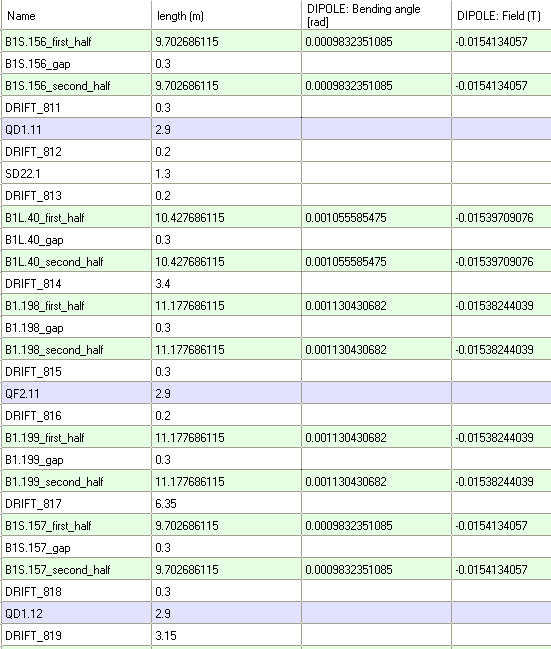 Name length (m) DIPOLE: Bending angle [rad] DIPOLE: Field (T)
B1S.156_first_half 9.702686115 0.0009832351085 -0.0154134057
B1S.156_gap 0.3
B1S.156_second_half 9.702686115 0.0009832351085 -0.0154134057
DRIFT_811 0.3
QD1.11 2.9
DRIFT_812 0.2
SD22.1 1.3
DRIFT_813 0.2
B1L.40_first_half 10.427686115 0.001055585475 -0.01539709076
B1L.40_gap 0.3
B1L.40_second_half 10.427686115 0.001055585475 -0.01539709076
DRIFT_814 3.4
B1.198_first_half 11.177686115 0.001130430682 -0.01538244039
B1.198_gap 0.3
B1.198_second_half 11.177686115 0.001130430682 -0.01538244039
DRIFT_815 0.3
QF2.11 2.9
DRIFT_816 0.2
B1.199_first_half 11.177686115 0.001130430682 -0.01538244039
B1.199_gap 0.3
B1.199_second_half 11.177686115 0.001130430682 -0.01538244039
DRIFT_817 6.35
B1S.157_first_half 9.702686115 0.0009832351085 -0.0154134057
B1S.157_gap 0.3
B1S.157_second_half 9.702686115 0.0009832351085 -0.0154134057
DRIFT_818 0.3
QD1.12 2.9
DRIFT_819 3.15